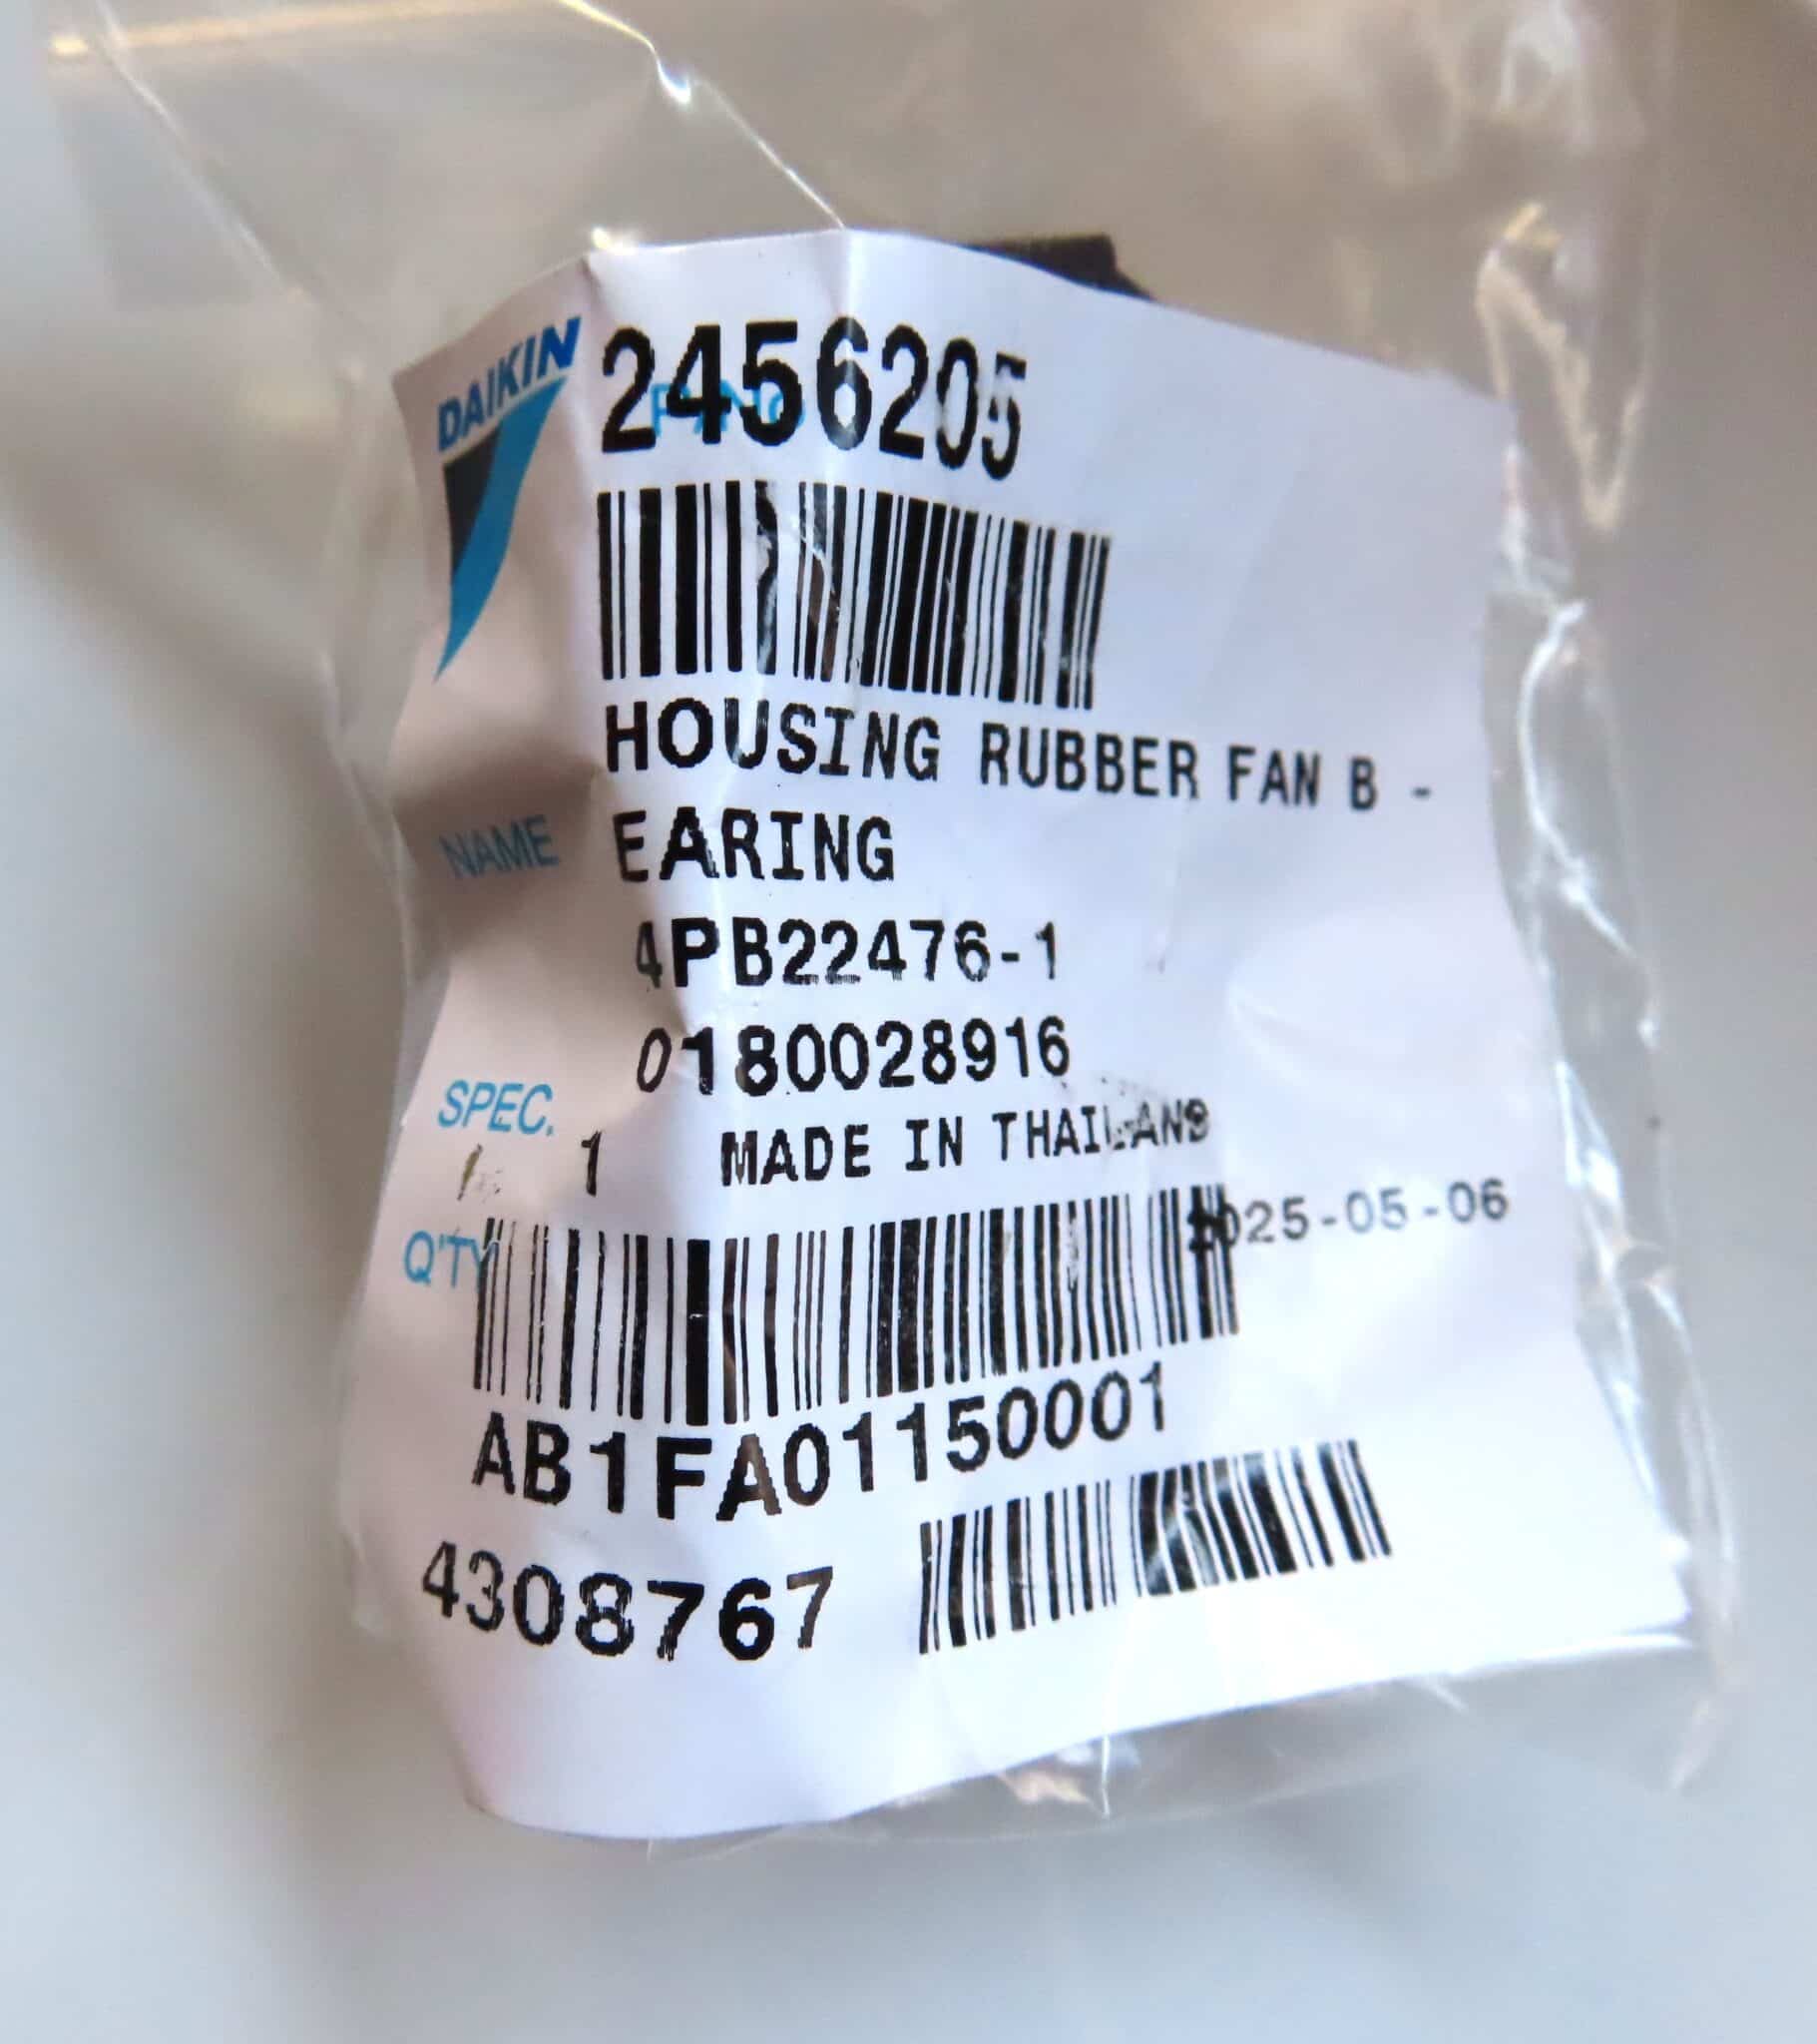 DAIKIN
2456205
HOUSING RUBBER FAN B -
NAME EARING
4PB22476-1
0180028916
SPEC.
1 MADE IN THAILAND
Q'TY 2025-05-06
AB1FA01150001
4308767